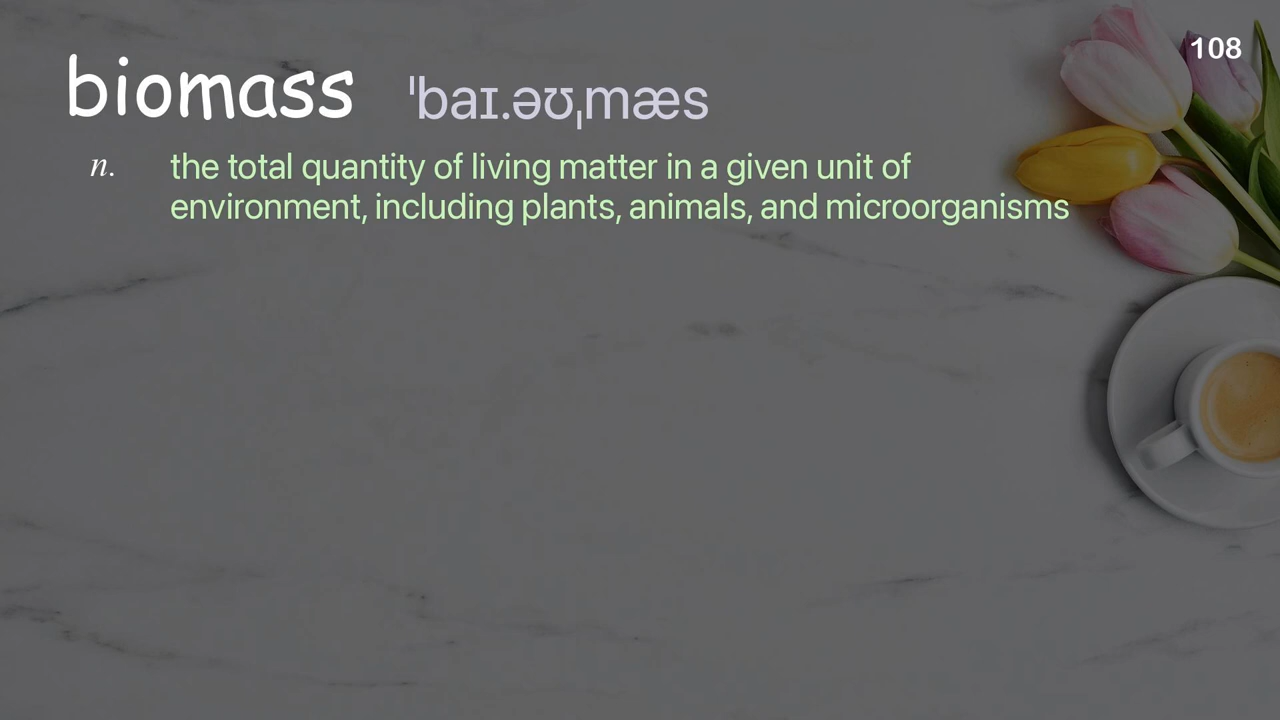 108
biomass ˈbaɪ.əʊˌmæs
n. the total quantity of living matter in a given unit of
environment, including plants, animals, and microorganisms